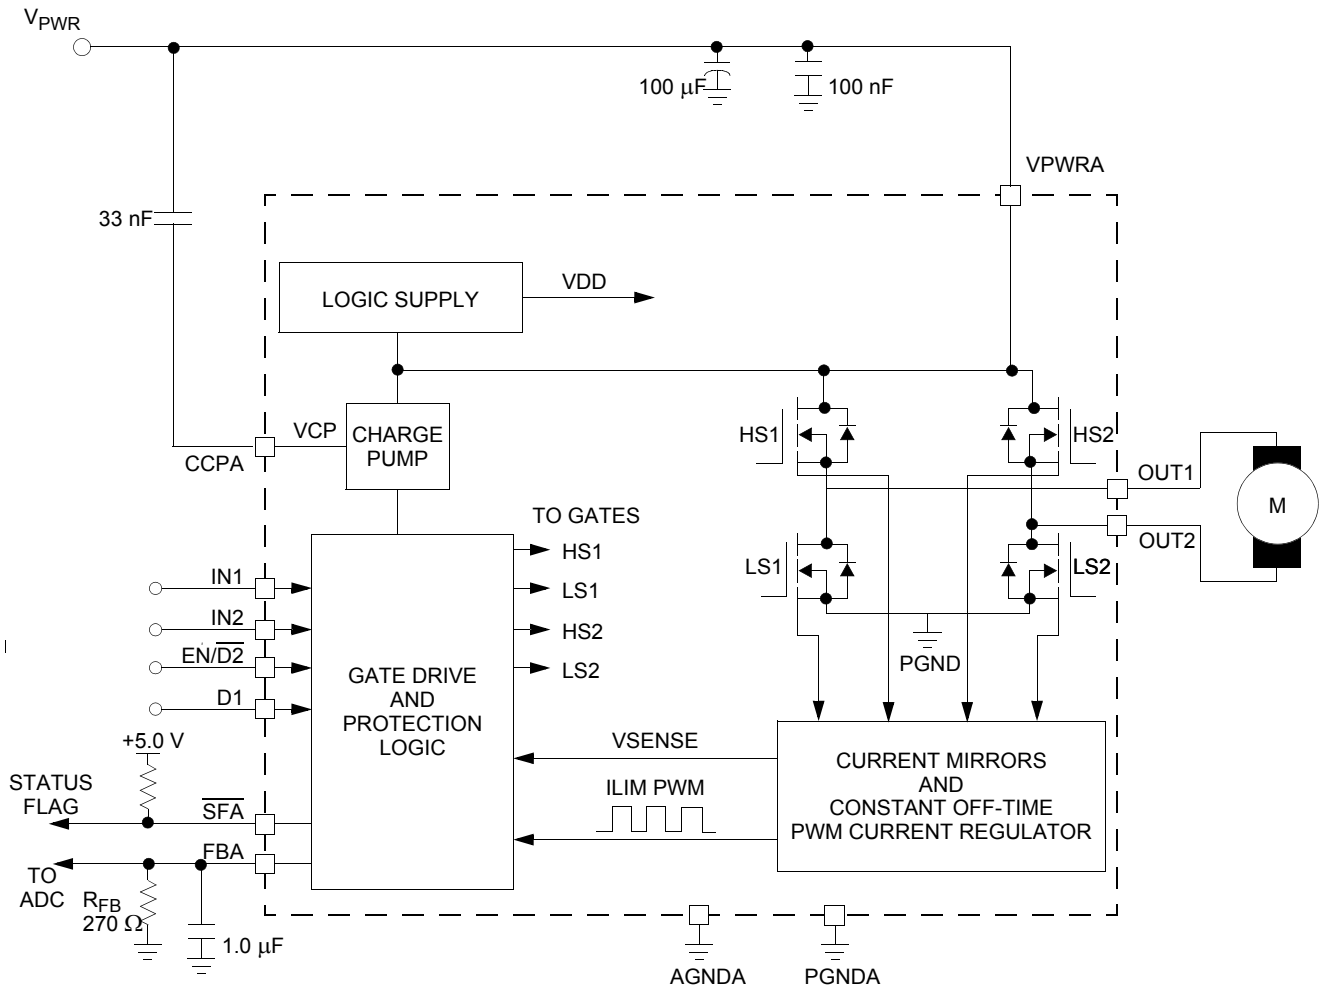 VPWR
100 µF
100 nF
VPWRA
33 nF
LOGIC SUPPLY
VDD
VCP
CCPA
CHARGE
PUMP
HS1
HS2
OUT1
M
OUT2
TO GATES
HS1
LS1
HS2
LS2
LS1
LS2
PGND
IN1
IN2
EN/D2
D1
GATE DRIVE
AND
PROTECTION
LOGIC
+5.0 V
STATUS
FLAG
SFA
FBA
TO
ADC
RFB
270 Ω
1.0 µF
VSENSE
ILIM PWM
CURRENT MIRRORS
AND
CONSTANT OFF-TIME
PWM CURRENT REGULATOR
AGNDA
PGNDA